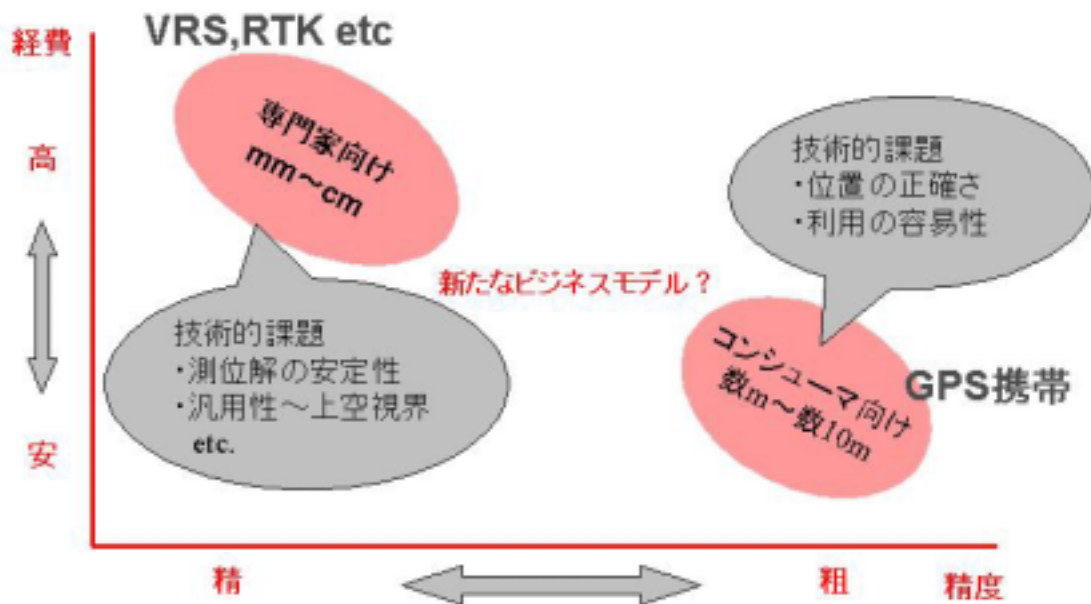 VRS,RTK etc
経費
高
安
専門家向け
mm～cm
技術的課題
・位置の正確さ
・利用の容易性
新たなビジネスモデル？
技術的課題
・測位解の安定性
・汎用性～上空視界
etc.
コンシューマ向け
数m～数10m
GPS携帯
精
粗
精度